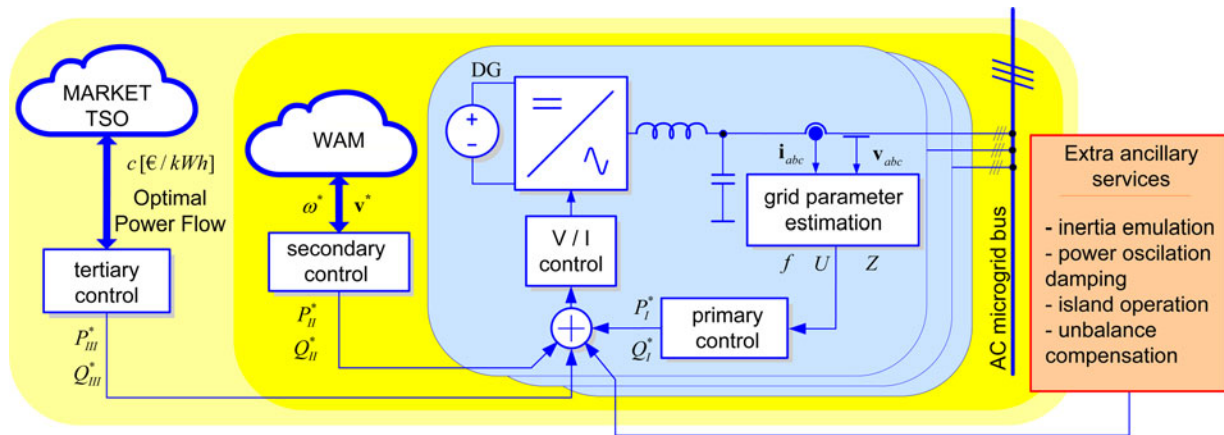 MARKET
TSO
c [€ / kWh]
Optimal
Power Flow
tertiary
control
P*III
Q*III
WAM
ω* v*
secondary
control
P*II
Q*II
DG
+
−
V / I
control
iabc vabc
grid parameter
estimation
f U Z
primary
control
P*I
Q*I
AC microgrid bus
Extra ancillary
services
- inertia emulation
- power oscilation
damping
- island operation
- unbalance
compensation